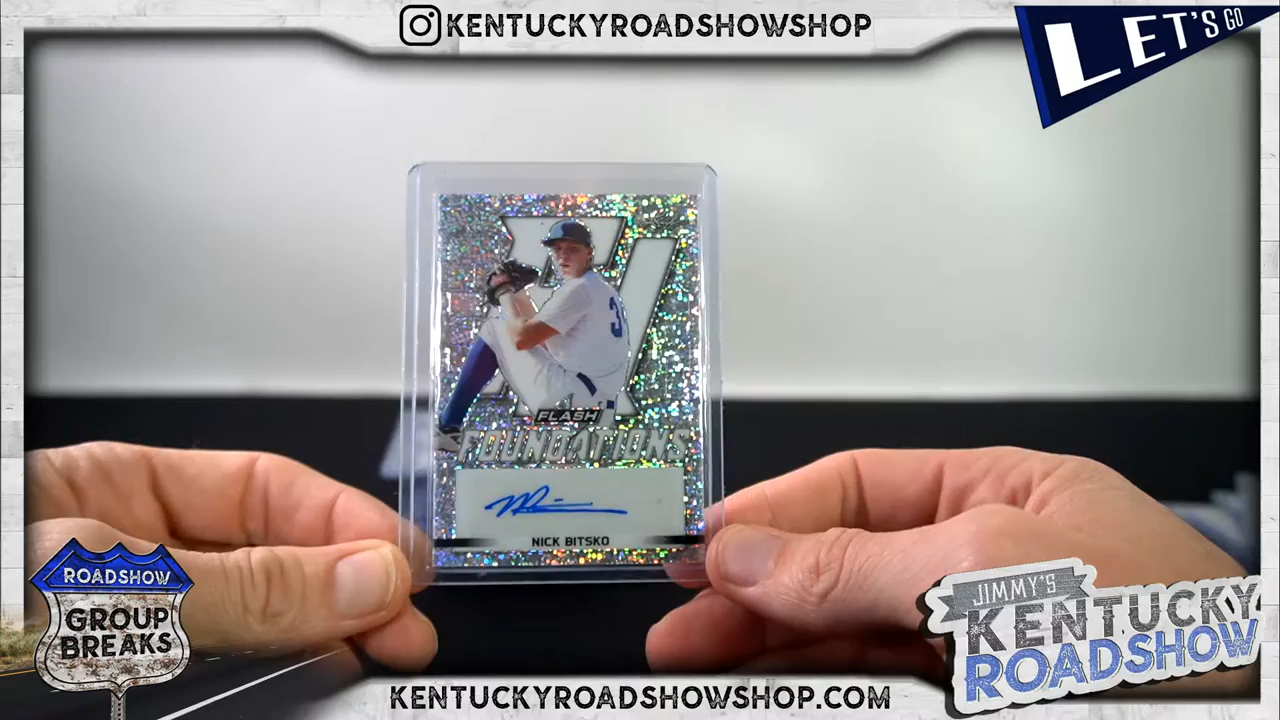 KENTUCKYROADSHOWSHOP
LET'S GO
FLASH
FOUNDATIONS
NICK BITSKO
ROADSHOW
GROUP
BREAKS
JIMMY'S
KENTUCKY
ROADSHOW
KENTUCKYROADSHOWSHOP.COM